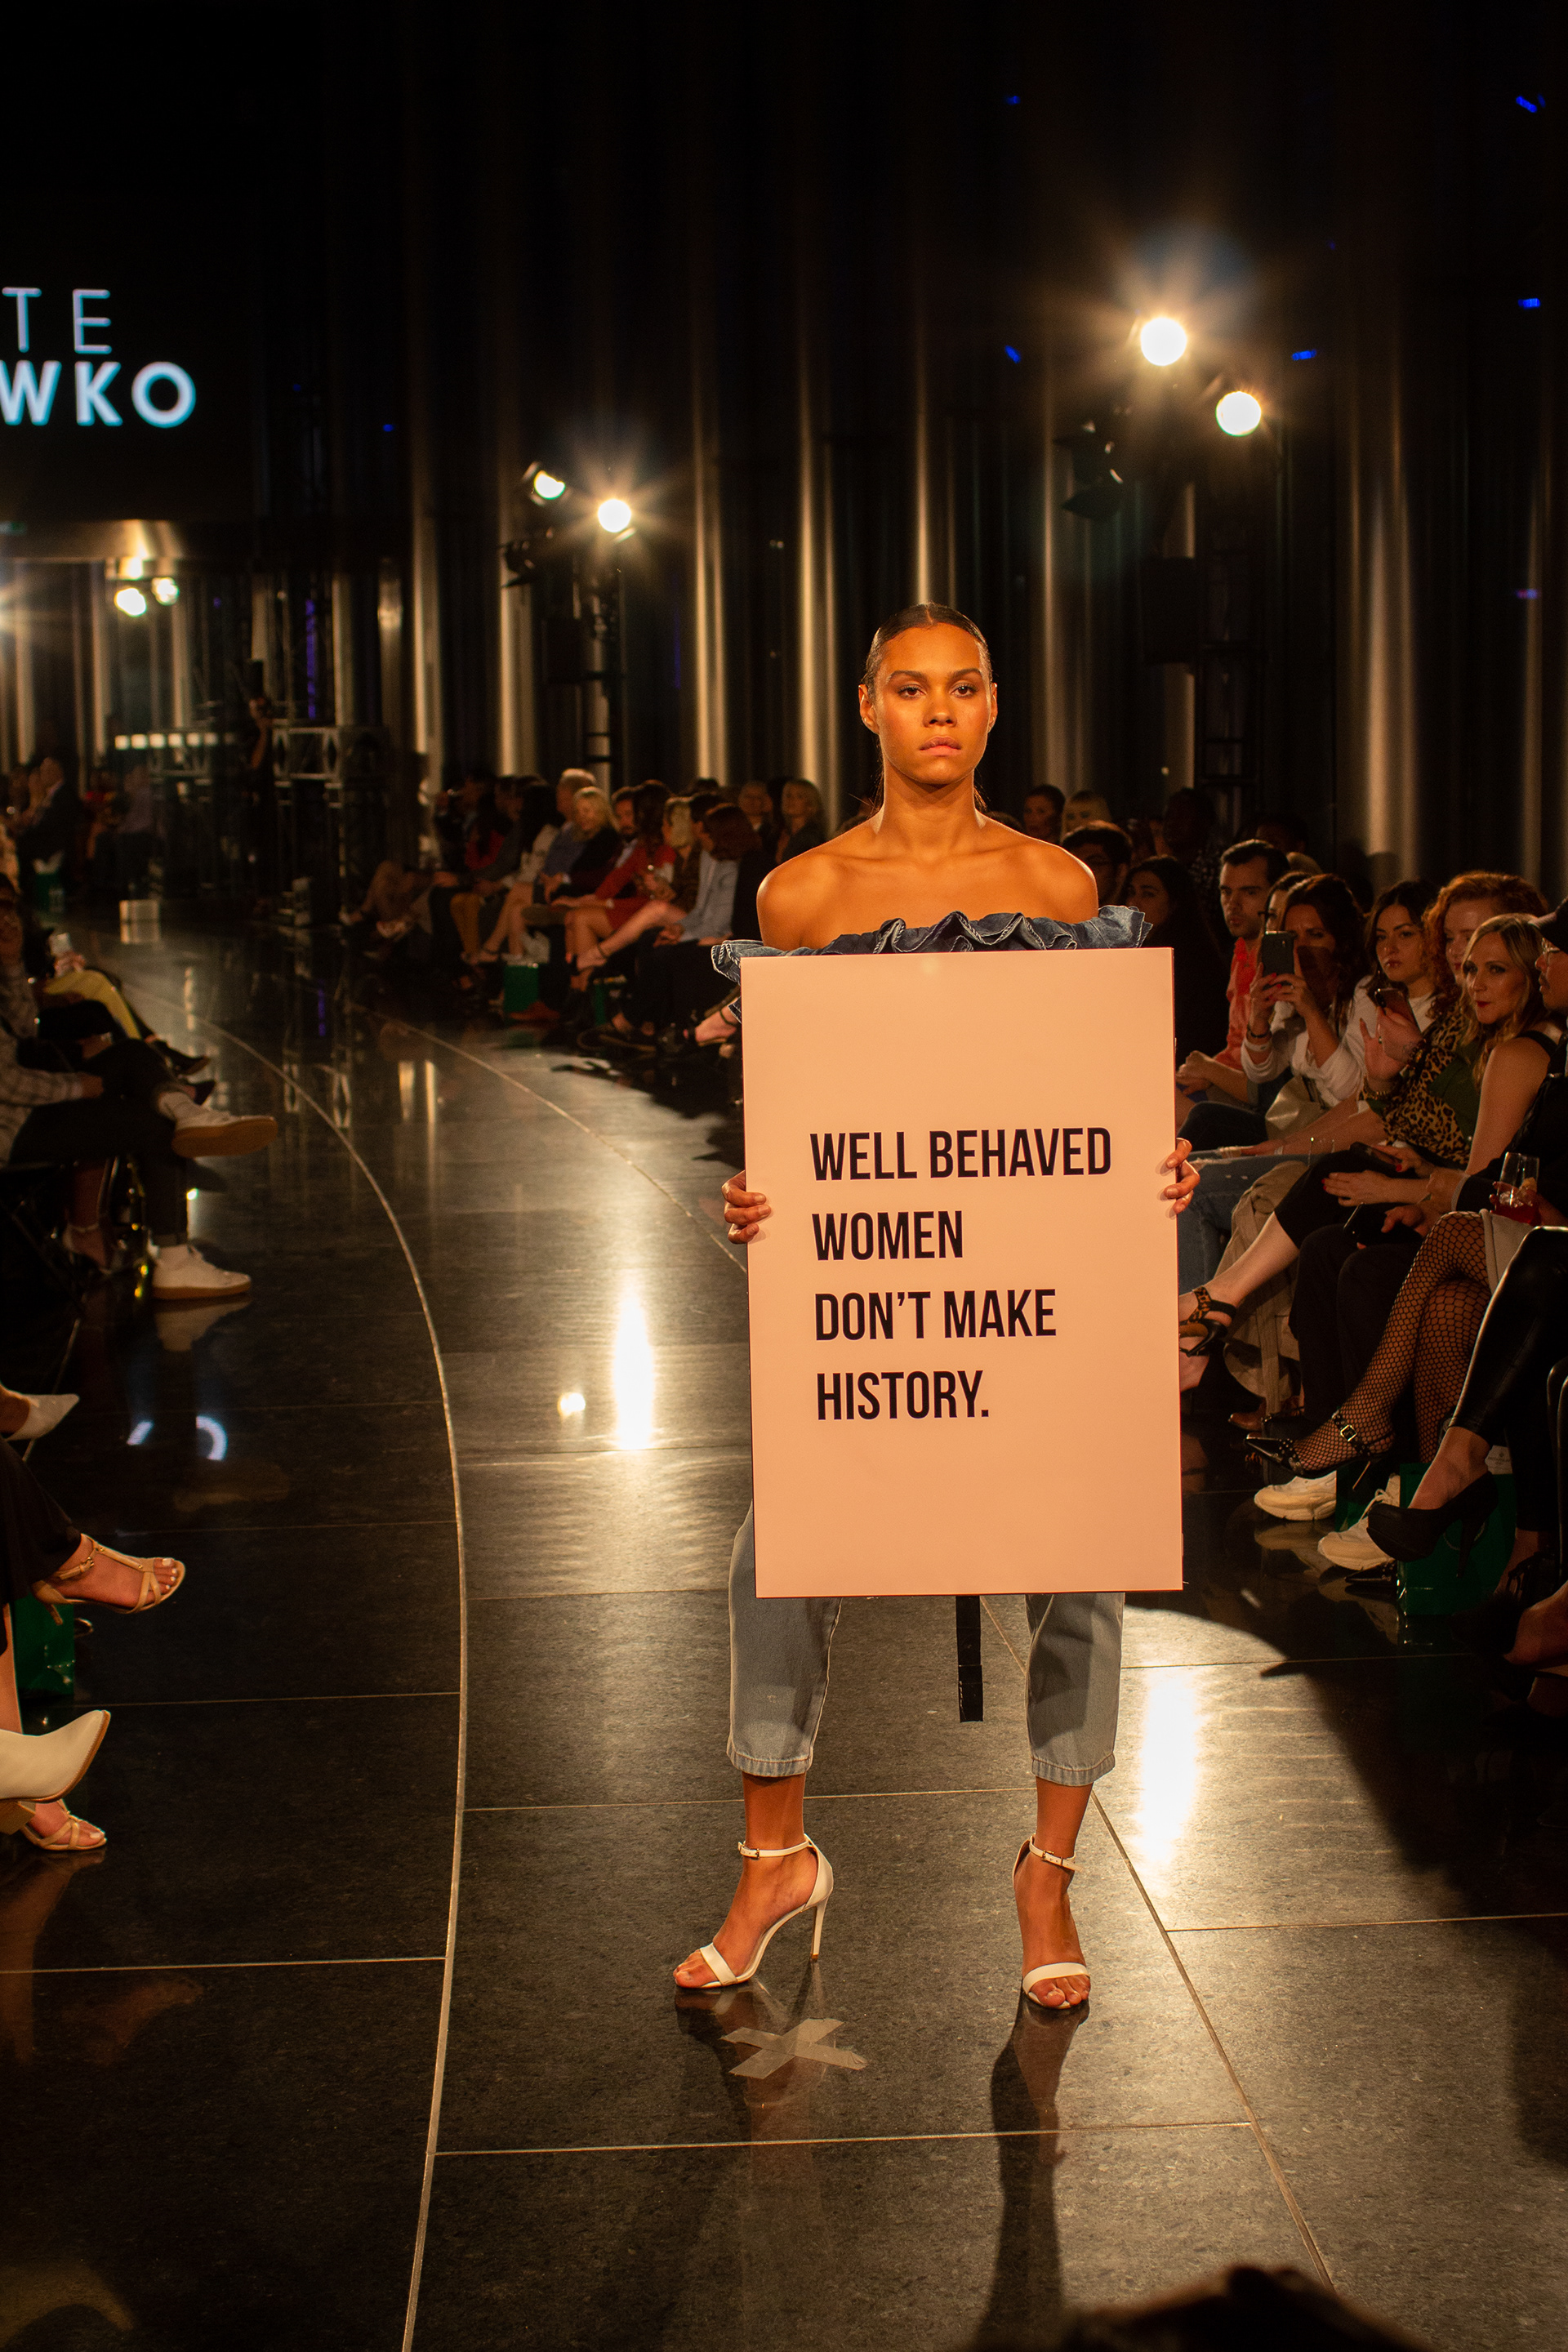 TE
WKO
WELL BEHAVED
WOMEN
DON'T MAKE
HISTORY.